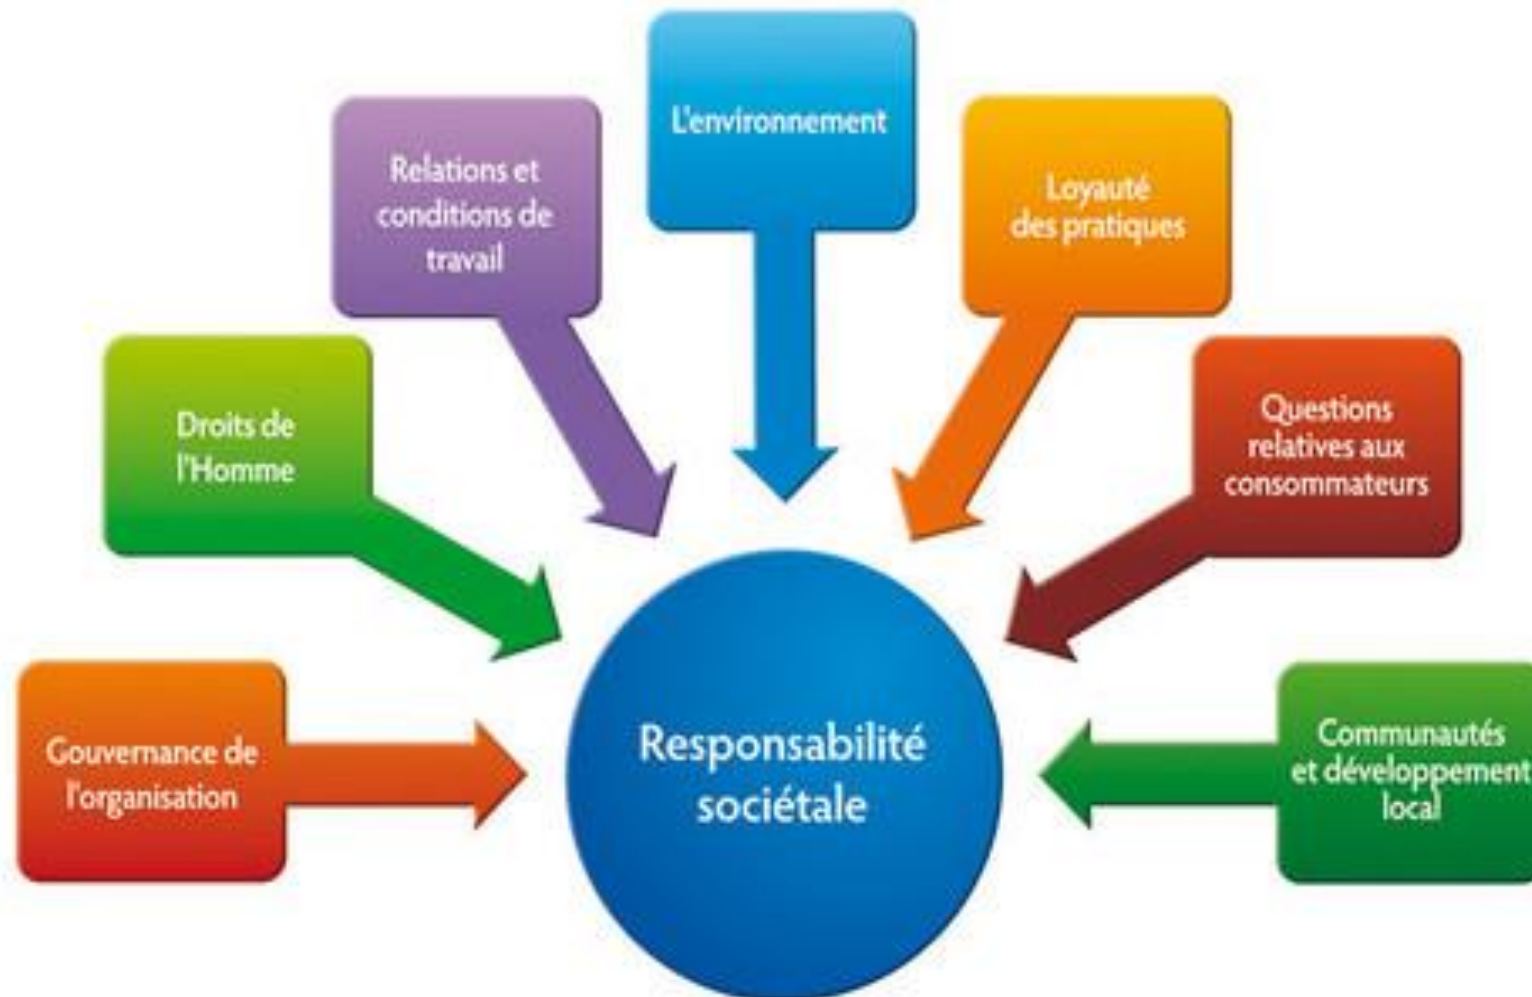 L'environnement
Relations et
conditions de
travail
Loyauté
des pratiques
Droits de
l'Homme
Questions
relatives aux
consommateurs
Gouvernance de
l'organisation
Responsabilité
sociétale
Communautés
et développement
local